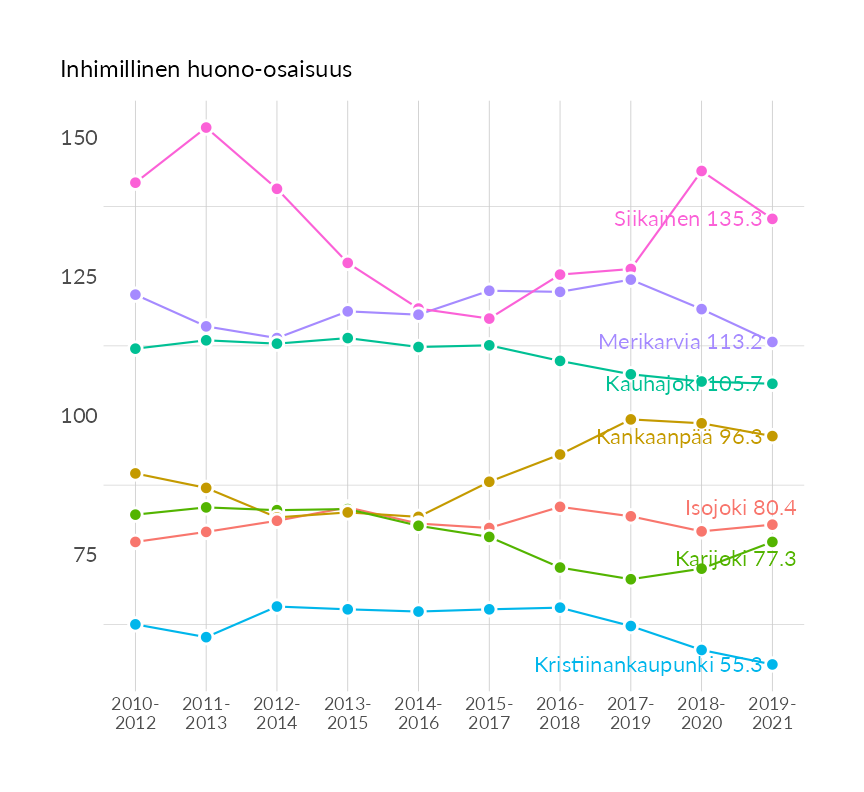 Inhimillinen huono-osaisuus
150
Siikainen 135.3
125
Merikarvia 113.2
Kauhajoki 105.7
100
Kankaanpää 96.3
Isojoki 80.4
75
Karijoki 77.3
Kristiinankaupunki 55.3
2010- 2011- 2012- 2013- 2014- 2015- 2016- 2017- 2018- 2019-
2012 2013 2014 2015 2016 2017 2018 2019 2020 2021